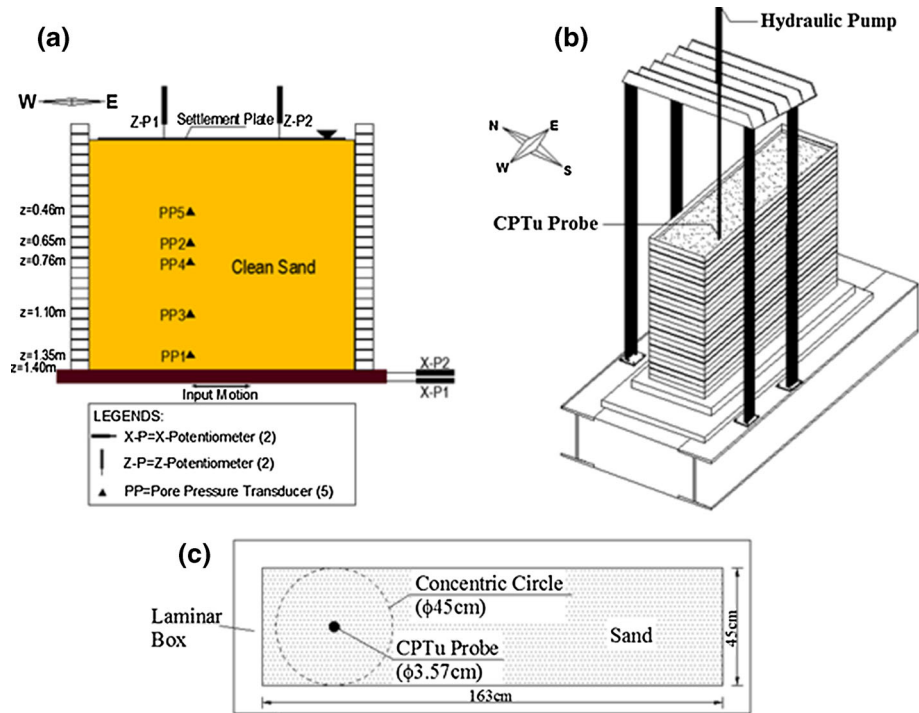 (a)
W E
Z-P1 Settlement Plate Z-P2
z=0.46m PP5
z=0.65m PP2
z=0.76m PP4
Clean Sand
z=1.10m PP3
z=1.35m PP1
z=1.40m
X-P2
X-P1
Input Motion
LEGENDS:
X-P=X-Potentiometer (2)
Z-P=Z-Potentiometer (2)
PP=Pore Pressure Transducer (5)
(b)
Hydraulic Pump
N E
W S
CPTu Probe
(c)
Laminar
Box
Concentric Circle
(ϕ45cm)
CPTu Probe
(ϕ3.57cm)
Sand
45cm
163cm